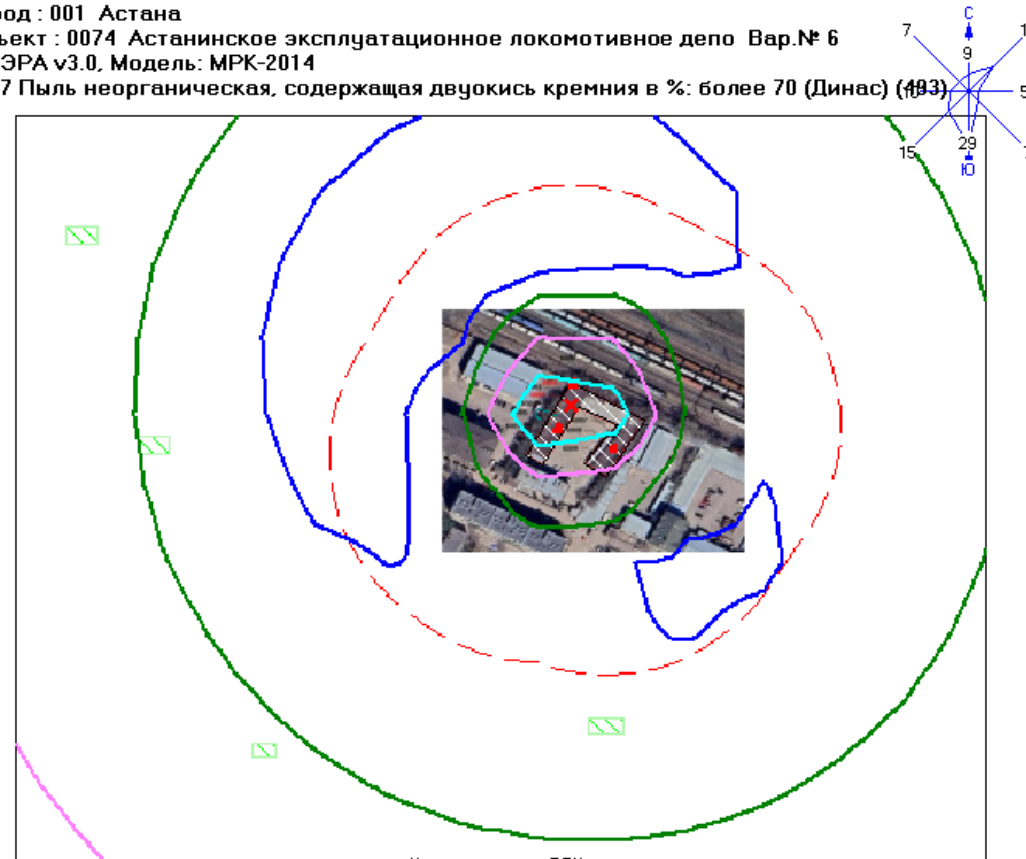 од : 001 Астана
ъект : 0074 Астанинское эксплуатационное локомотивное депо Вар.№ 6
ЭРА v3.0, Модель: МРК-2014
7 Пыль неорганическая, содержащая двуокись кремния в %: более 70 (Динас) (493)
С
7
9
1
5
15
29
Ю